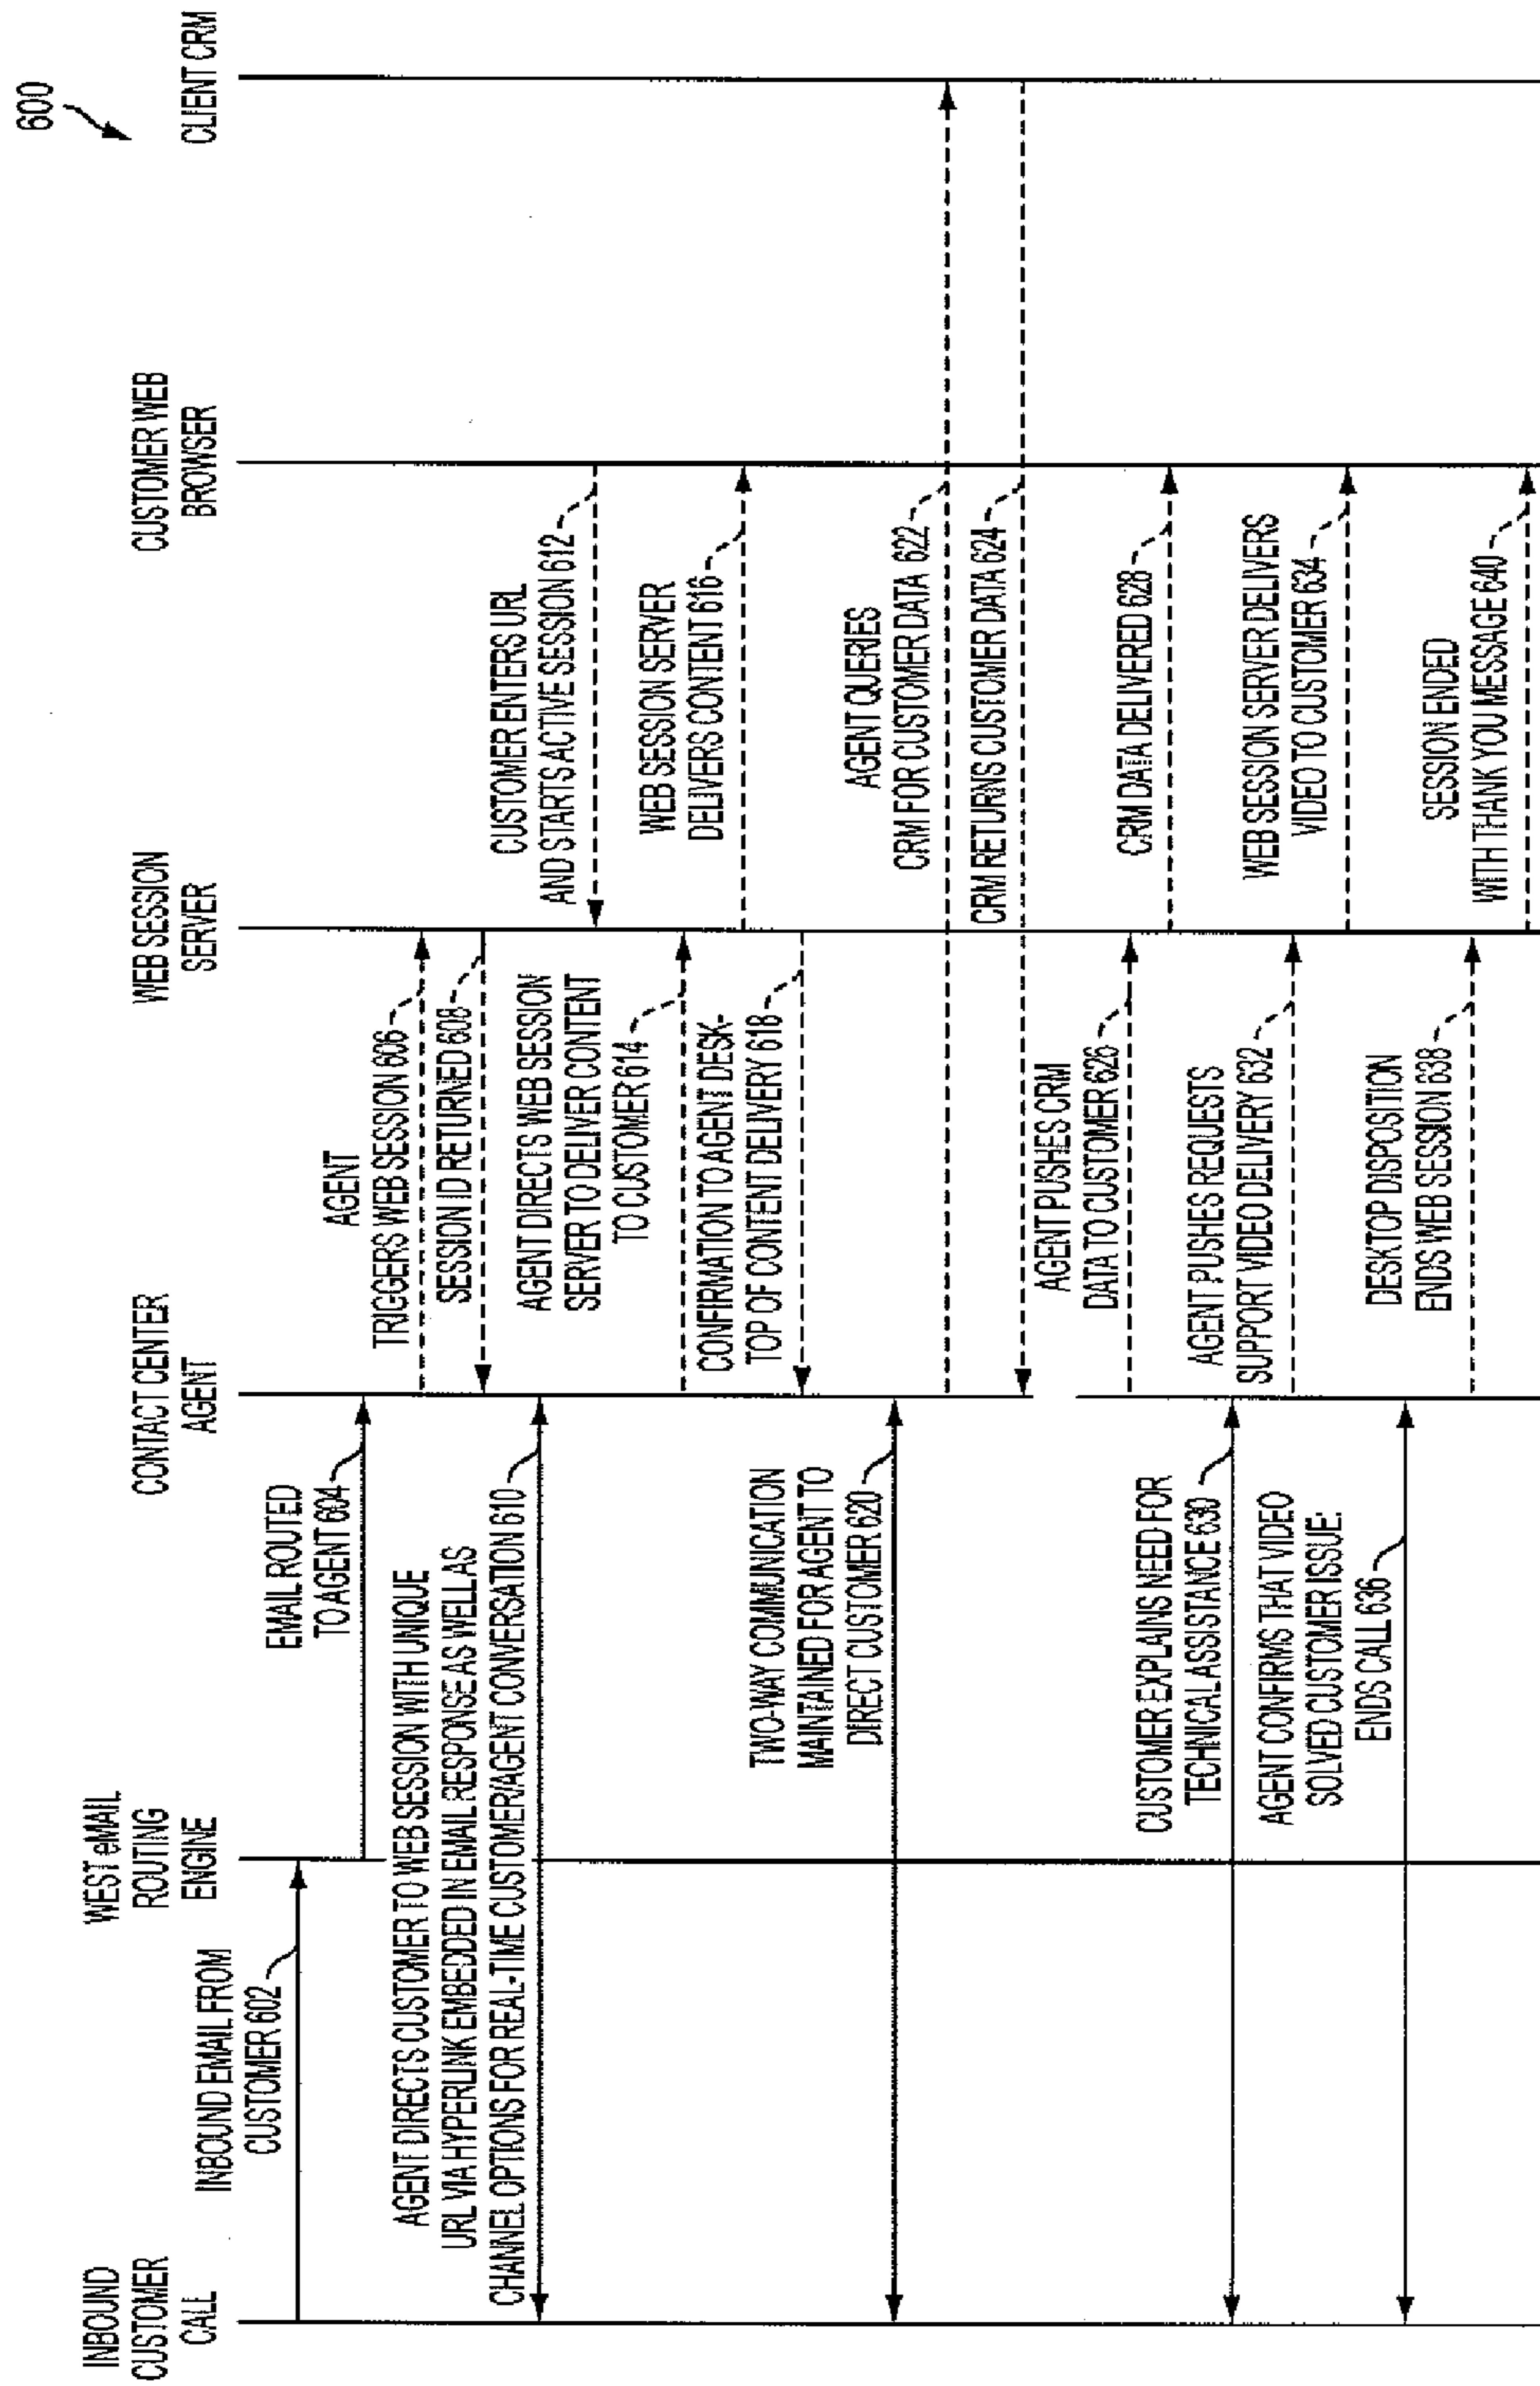 600
INBOUND
CUSTOMER
CALL
WEST eMAIL
ROUTING
ENGINE
CONTACT CENTER
AGENT
WEB SESSION
SERVER
CUSTOMER WEB
BROWSER
CLIENT CRM
INBOUND EMAIL FROM
CUSTOMER 602
EMAIL ROUTED
TO AGENT 604
AGENT
TRIGGERS WEB SESSION 606
SESSION ID RETURNED 608
AGENT DIRECTS CUSTOMER TO WEB SESSION WITH UNIQUE
URL VIA HYPERLINK EMBEDDED IN EMAIL RESPONSE AS WELL AS
CHANNEL OPTIONS FOR REAL-TIME CUSTOMER/AGENT CONVERSATION 610
CUSTOMER ENTERS URL
AND STARTS ACTIVE SESSION 612
AGENT DIRECTS WEB SESSION
SERVER TO DELIVER CONTENT
TO CUSTOMER 614
WEB SESSION SERVER
DELIVERS CONTENT 616
CONFIRMATION TO AGENT DESK-
TOP OF CONTENT DELIVERY 618
TWO-WAY COMMUNICATION
MAINTAINED FOR AGENT TO
DIRECT CUSTOMER 620
AGENT QUERIES
CRM FOR CUSTOMER DATA 622
CRM RETURNS CUSTOMER DATA 624
AGENT PUSHES CRM
DATA TO CUSTOMER 626
CRM DATA DELIVERED 628
CUSTOMER EXPLAINS NEED FOR
TECHNICAL ASSISTANCE 630
AGENT PUSHES REQUESTS
SUPPORT VIDEO DELIVERY 632
WEB SESSION SERVER DELIVERS
VIDEO TO CUSTOMER 634
AGENT CONFIRMS THAT VIDEO
SOLVED CUSTOMER ISSUE:
ENDS CALL 636
DESKTOP DISPOSITION
ENDS WEB SESSION 638
SESSION ENDED
WITH THANK YOU MESSAGE 640